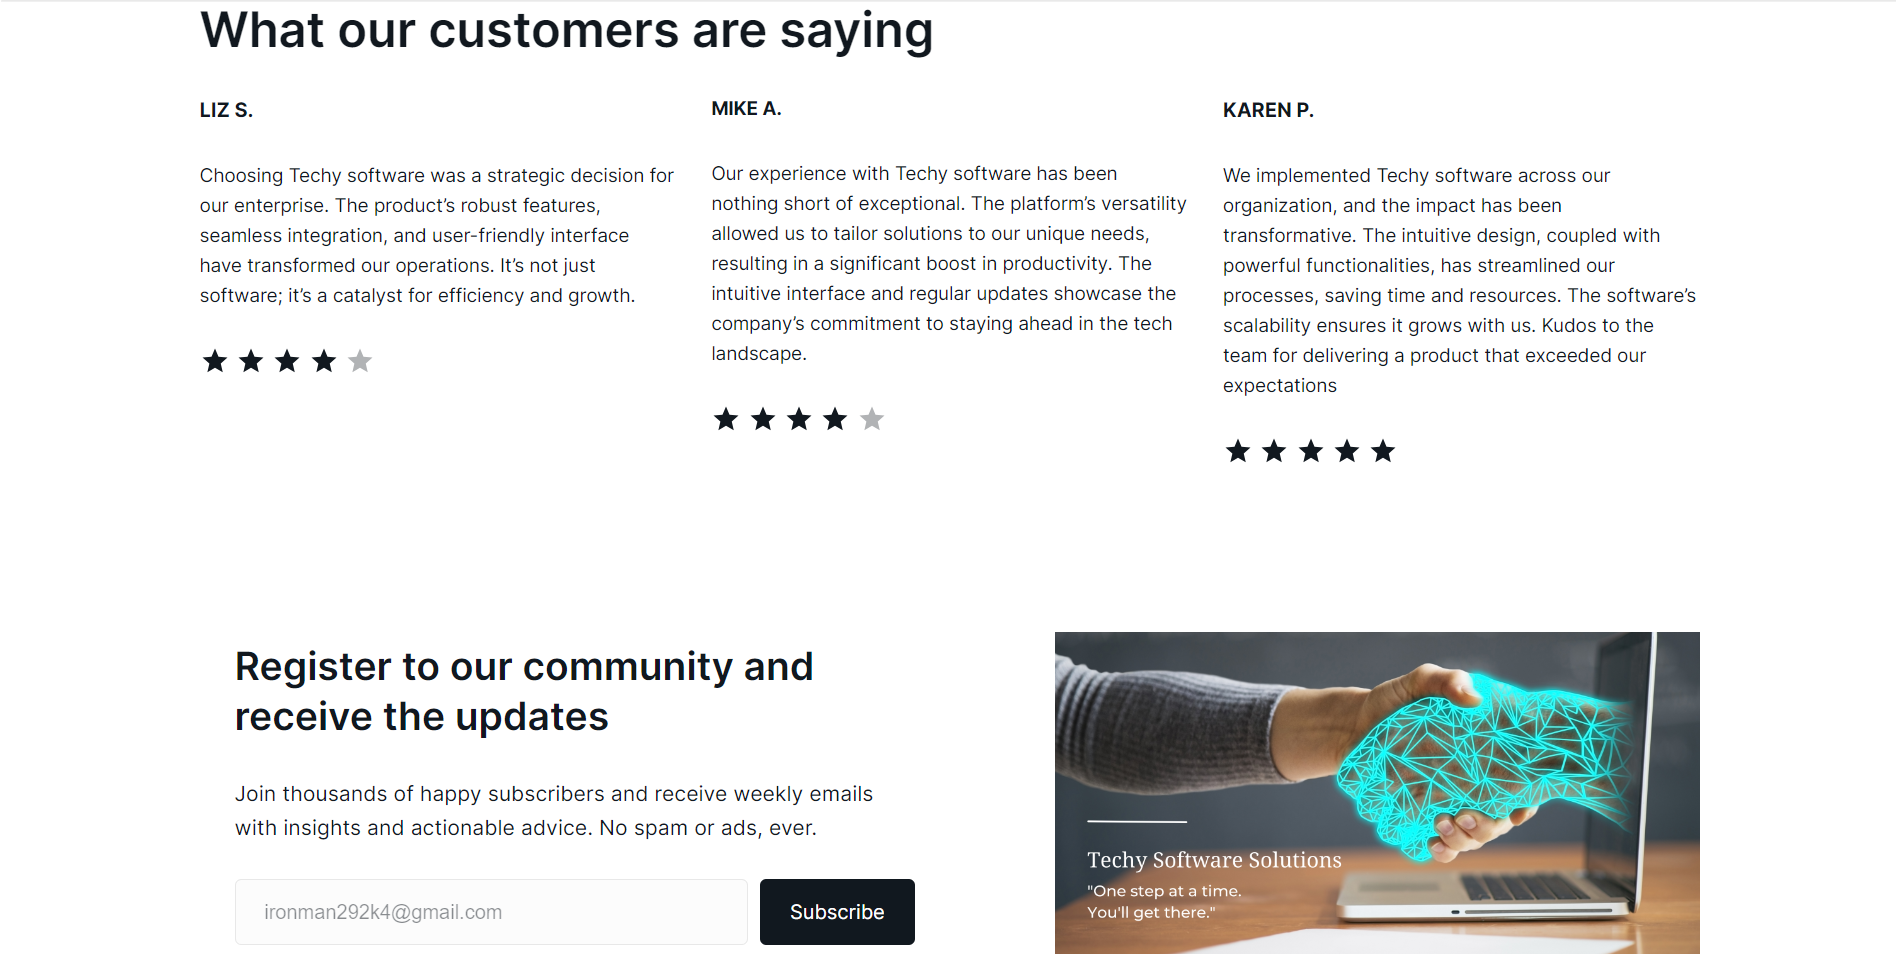 What our customers are saying
LIZ S.
Choosing Techy software was a strategic decision for
our enterprise. The product’s robust features,
seamless integration, and user-friendly interface
have transformed our operations. It’s not just
software; it’s a catalyst for efficiency and growth.
MIKE A.
Our experience with Techy software has been
nothing short of exceptional. The platform’s versatility
allowed us to tailor solutions to our unique needs,
resulting in a significant boost in productivity. The
intuitive interface and regular updates showcase the
company’s commitment to staying ahead in the tech
landscape.
KAREN P.
We implemented Techy software across our
organization, and the impact has been
transformative. The intuitive design, coupled with
powerful functionalities, has streamlined our
processes, saving time and resources. The software’s
scalability ensures it grows with us. Kudos to the
team for delivering a product that exceeded our
expectations
Register to our community and
receive the updates
Join thousands of happy subscribers and receive weekly emails
with insights and actionable advice. No spam or ads, ever.
ironman292k4@gmail.com
Subscribe
Techy Software Solutions
"One step at a time.
You'll get there."